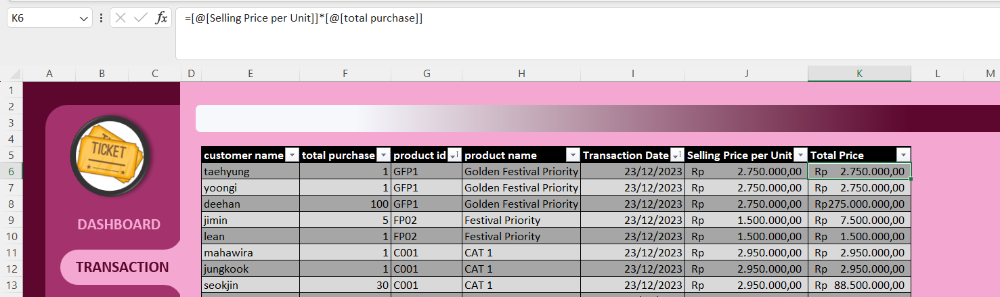 K6 fx =[@[Selling Price per Unit]]*[@[total purchase]]
A B C D E F G H I J K L M
1
2
3
4
TICKET
5 customer name total purchase product id product name Transaction Date Selling Price per Unit Total Price
6 taehyung 1 GFP1 Golden Festival Priority 23/12/2023 Rp 2.750.000,00 Rp 2.750.000,00
7 yoongi 1 GFP1 Golden Festival Priority 23/12/2023 Rp 2.750.000,00 Rp 2.750.000,00
8 deehan 100 GFP1 Golden Festival Priority 23/12/2023 Rp 2.750.000,00 Rp275.000.000,00
9 jimin 5 FP02 Festival Priority 23/12/2023 Rp 1.500.000,00 Rp 7.500.000,00
DASHBOARD
10 lean 1 FP02 Festival Priority 23/12/2023 Rp 1.500.000,00 Rp 1.500.000,00
11 mahawira 1 C001 CAT 1 23/12/2023 Rp 2.950.000,00 Rp 2.950.000,00
TRANSACTION
12 jungkook 1 C001 CAT 1 23/12/2023 Rp 2.950.000,00 Rp 2.950.000,00
13 seokjin 30 C001 CAT 1 23/12/2023 Rp 2.950.000,00 Rp 88.500.000,00